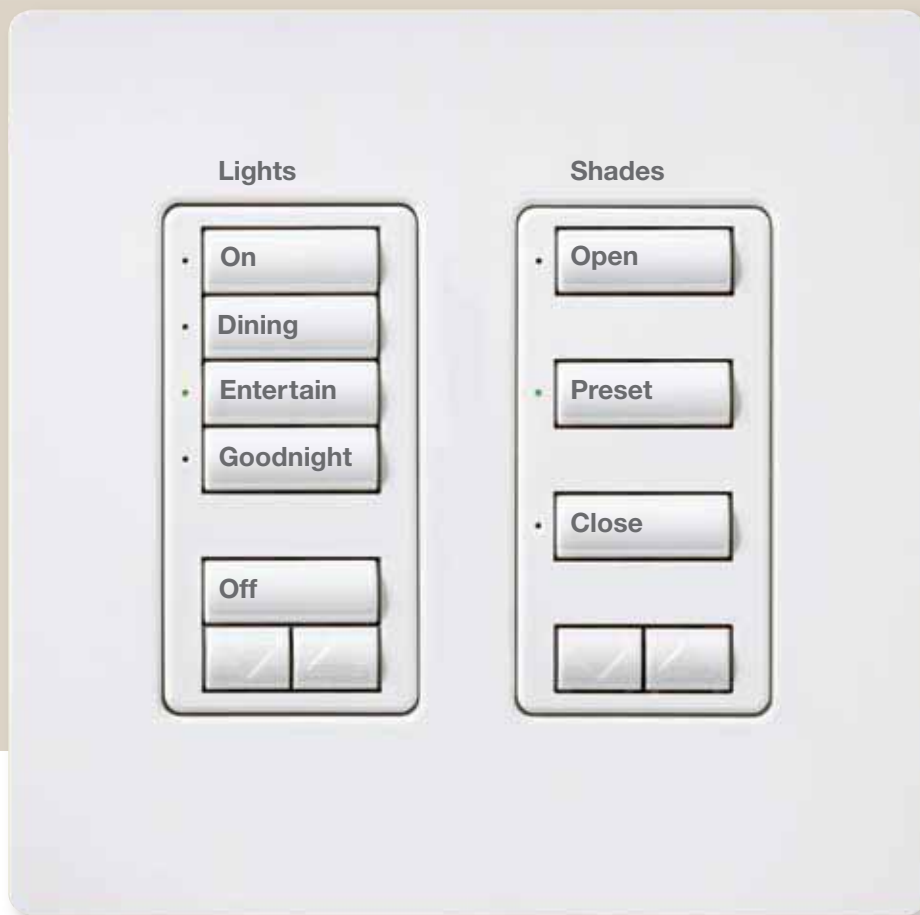 Lights
On
Dining
Entertain
Goodnight
Off
Shades
Open
Preset
Close